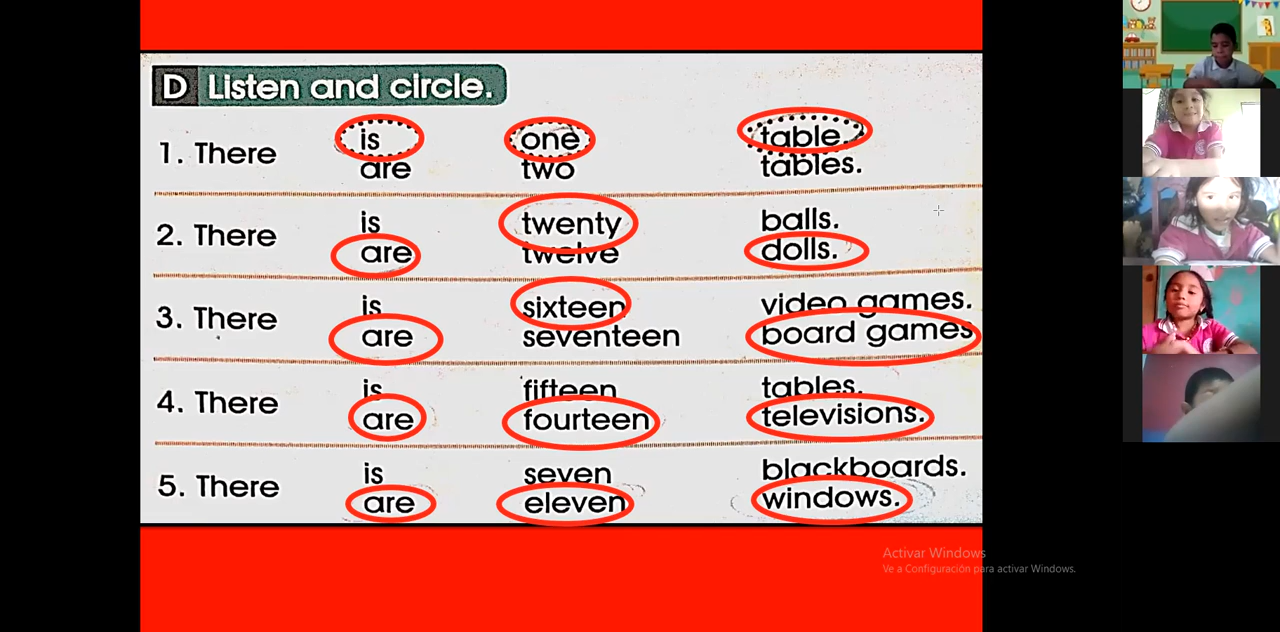 D Listen and circle.
is one table.
1. There
are two tables.
is twenty balls.
2. There
are twelve dolls.
is sixteen video games.
3. There
are seventeen board games
is fifteen tables.
4. There
are fourteen televisions.
is seven blackboards.
5. There
are eleven windows.
Activar Windows
Ve a Configuración para activar Windows.